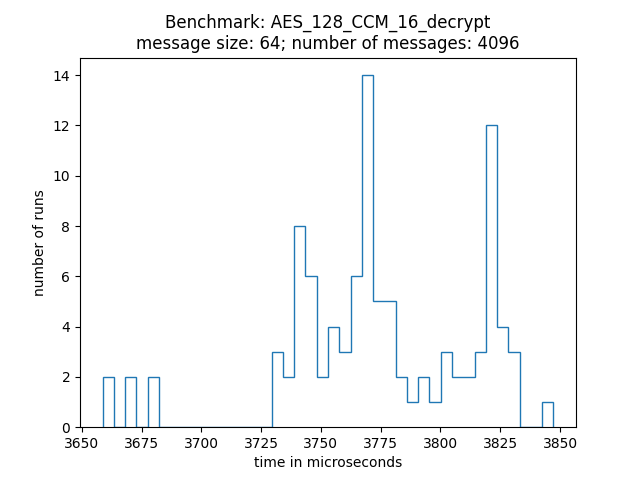 Benchmark: AES_128_CCM_16_decrypt
message size: 64; number of messages: 4096
14
12
10
8
6
4
2
0
number of runs
3650 3675 3700 3725 3750 3775 3800 3825 3850
time in microseconds